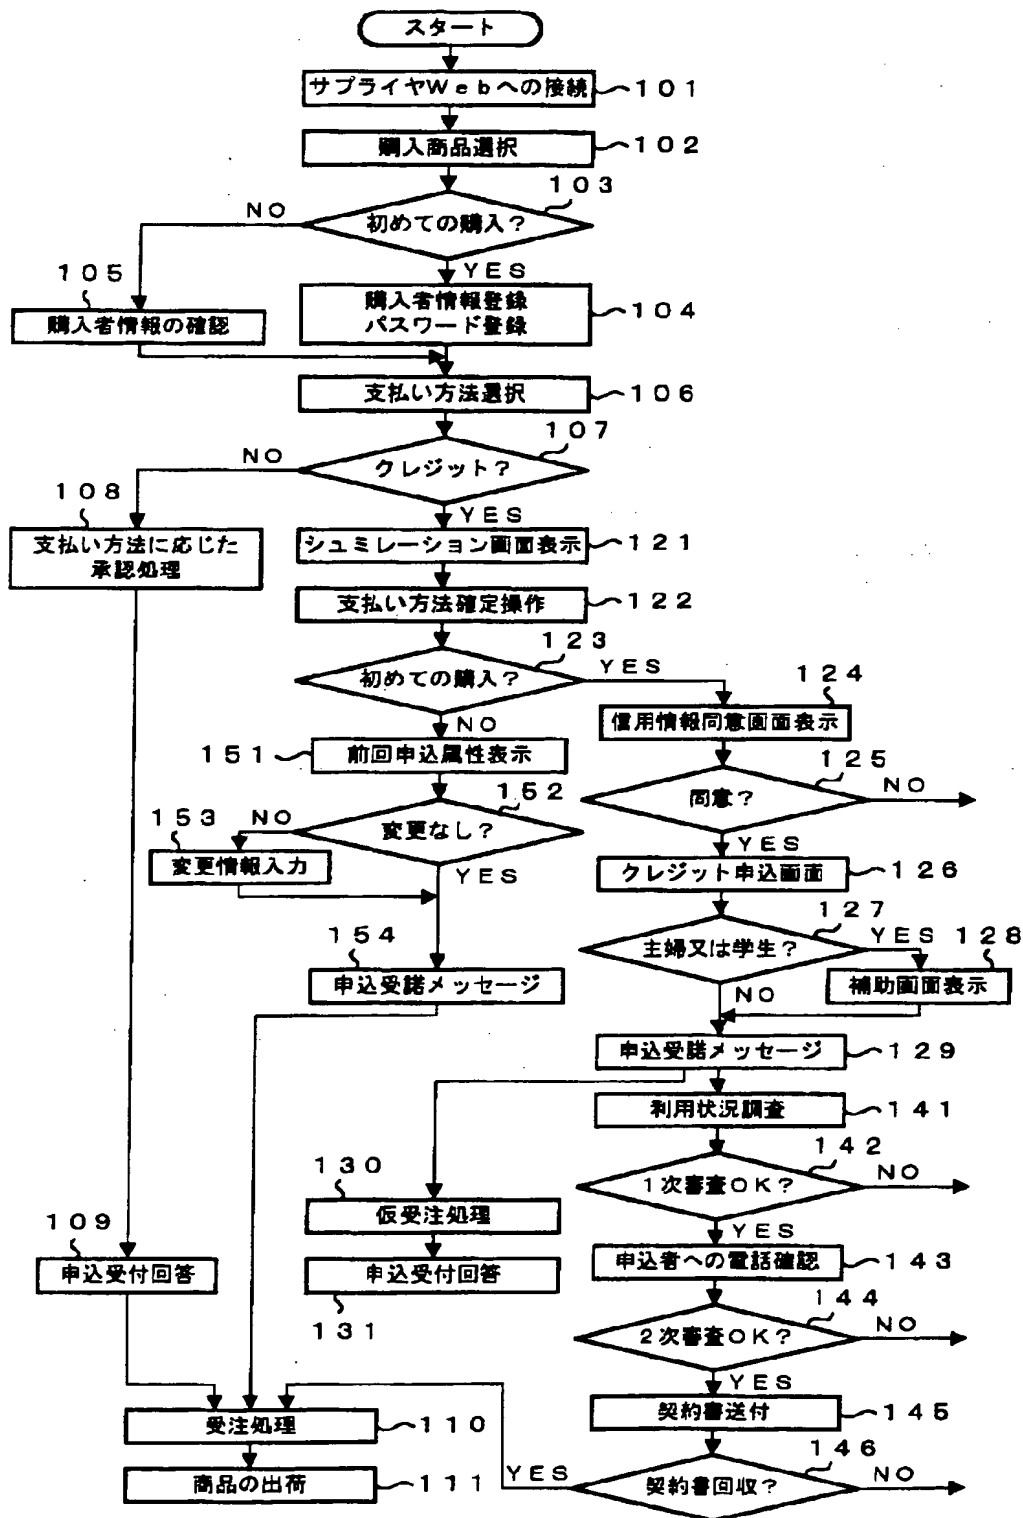 スタート
サプライヤWebへの接続
101
購入商品選択
102
103
NO
初めての購入?
YES
105
購入者情報登録
パスワード登録
104
購入者情報の確認
支払い方法選択
106
107
NO
クレジット?
108
YES
支払い方法に応じた
承認処理
シュミレーション画面表示
121
支払い方法確定操作
122
123
YES
初めての購入?
124
NO
信用情報同意画面表示
151
前回申込属性表示
125
152
同意?
NO
153
NO
変更なし?
YES
変更情報入力
YES
クレジット申込画面
126
127
154
主婦又は学生?
YES
128
申込受諾メッセージ
NO
補助画面表示
申込受諾メッセージ
129
利用状況調査
141
142
130
1次審査OK?
NO
仮受注処理
YES
109
申込者への電話確認
143
申込受付回答
申込受付回答
131
144
2次審査OK?
NO
YES
受注処理
110
契約書送付
145
146
商品の出荷
111
YES
契約書回収?
NO